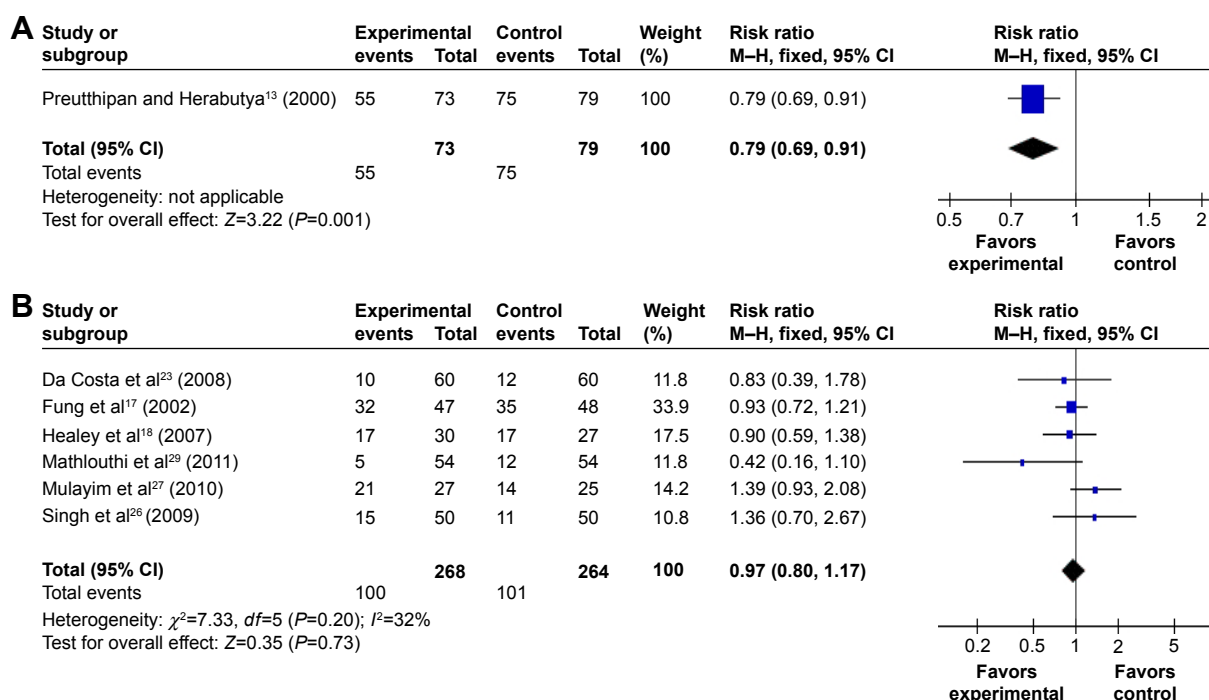 A Study or subgroup Experimental events Total Control events Total Weight (%) Risk ratio M–H, fixed, 95% CI Risk ratio M–H, fixed, 95% CI
Preutthipan and Herabutya¹³ (2000) 55 73 75 79 100 0.79 (0.69, 0.91)
Total (95% CI) 73 79 100 0.79 (0.69, 0.91)
Total events 55 75
Heterogeneity: not applicable
Test for overall effect: Z=3.22 (P=0.001)
0.5 0.7 1 1.5 2
Favors experimental Favors control
B Study or subgroup Experimental events Total Control events Total Weight (%) Risk ratio M–H, fixed, 95% CI Risk ratio M–H, fixed, 95% CI
Da Costa et al²³ (2008) 10 60 12 60 11.8 0.83 (0.39, 1.78)
Fung et al¹⁷ (2002) 32 47 35 48 33.9 0.93 (0.72, 1.21)
Healey et al¹⁸ (2007) 17 30 17 27 17.5 0.90 (0.59, 1.38)
Mathlouthi et al²⁹ (2011) 5 54 12 54 11.8 0.42 (0.16, 1.10)
Mulayim et al²⁷ (2010) 21 27 14 25 14.2 1.39 (0.93, 2.08)
Singh et al²⁶ (2009) 15 50 11 50 10.8 1.36 (0.70, 2.67)
Total (95% CI) 268 264 100 0.97 (0.80, 1.17)
Total events 100 101
Heterogeneity: χ²=7.33, df=5 (P=0.20); I²=32%
Test for overall effect: Z=0.35 (P=0.73)
0.2 0.5 1 2 5
Favors experimental Favors control